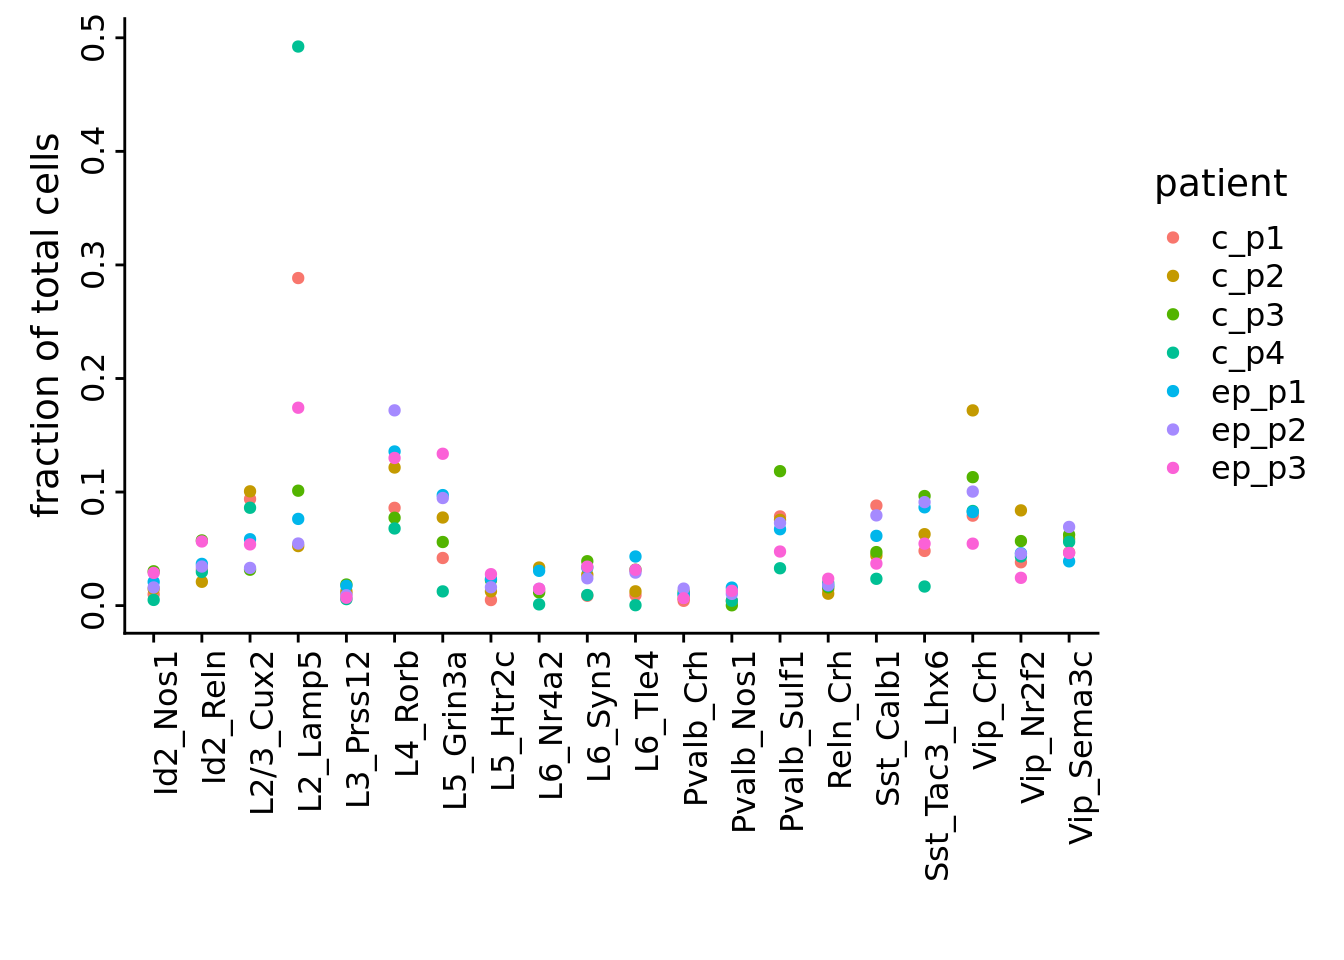 fraction of total cells
0.5
0.4
0.3
0.2
0.1
0.0
Id2_Nos1
Id2_Reln
L2/3_Cux2
L2_Lamp5
L3_Prss12
L4_Rorb
L5_Grin3a
L5_Htr2c
L6_Nr4a2
L6_Syn3
L6_Tle4
Pvalb_Crh
Pvalb_Nos1
Pvalb_Sulf1
Reln_Crh
Sst_Calb1
Sst_Tac3_Lhx6
Vip_Crh
Vip_Nr2f2
Vip_Sema3c
patient
c_p1
c_p2
c_p3
c_p4
ep_p1
ep_p2
ep_p3